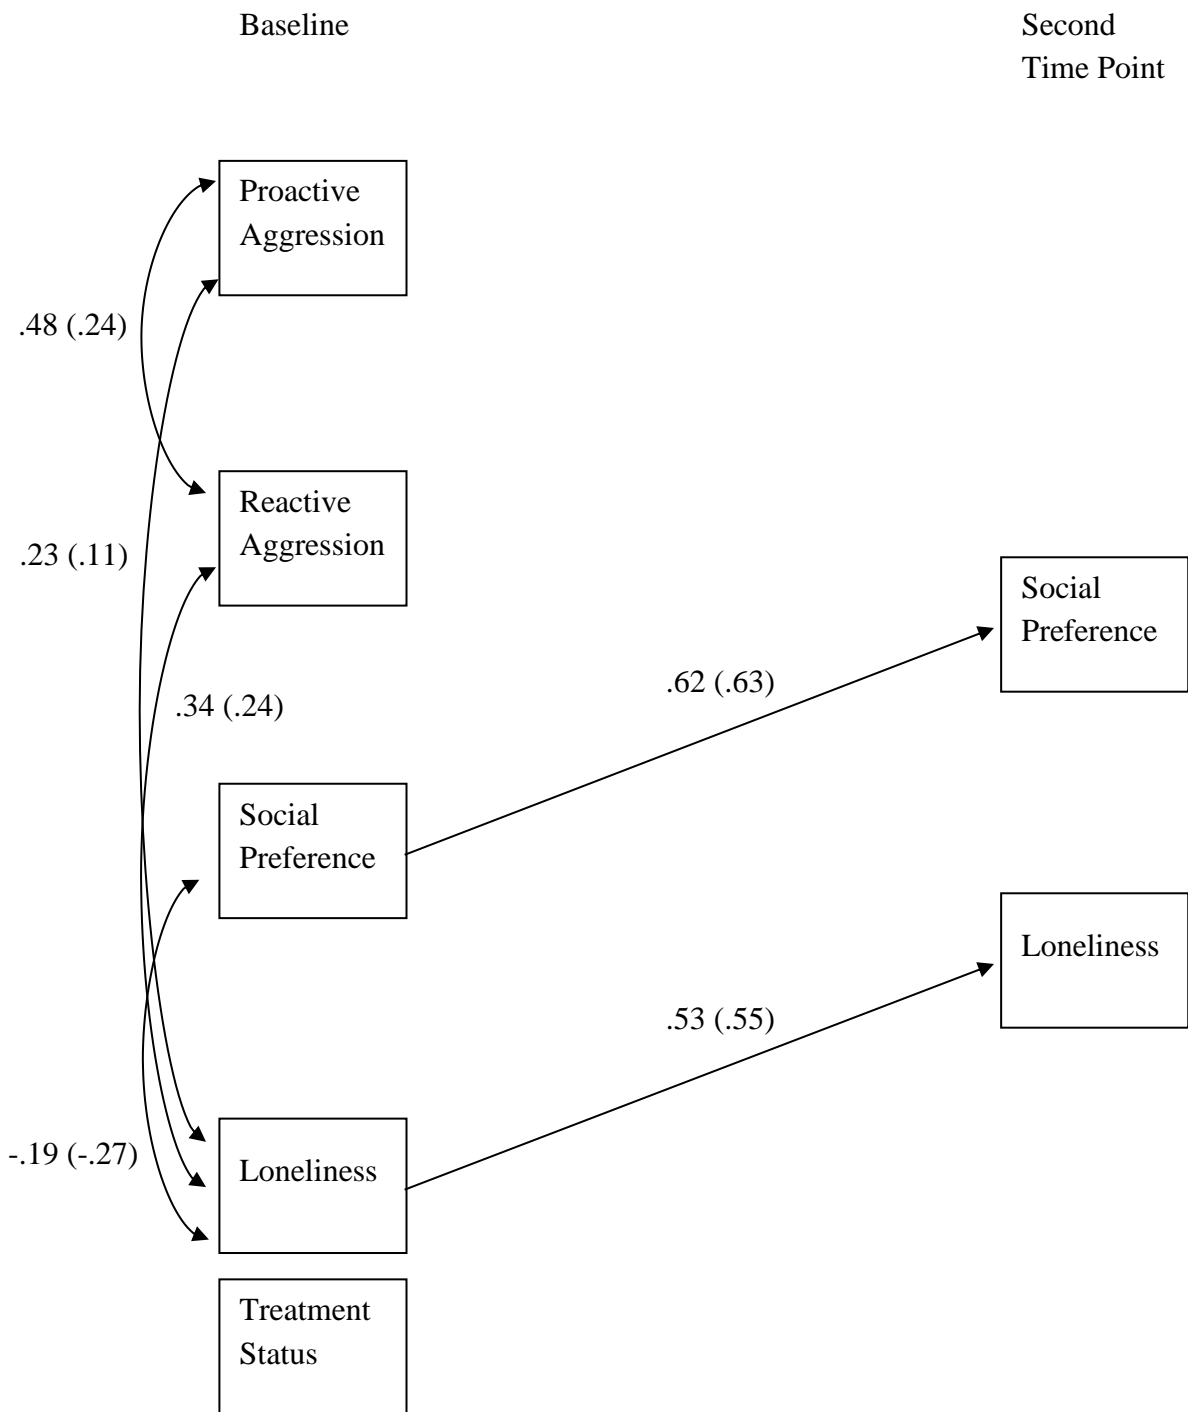 Baseline
Second
Time Point
Proactive
Aggression
.48 (.24)
Reactive
Aggression
.23 (.11)
Social
Preference
.62 (.63)
.34 (.24)
Social
Preference
Loneliness
.53 (.55)
-.19 (-.27)
Loneliness
Treatment
Status